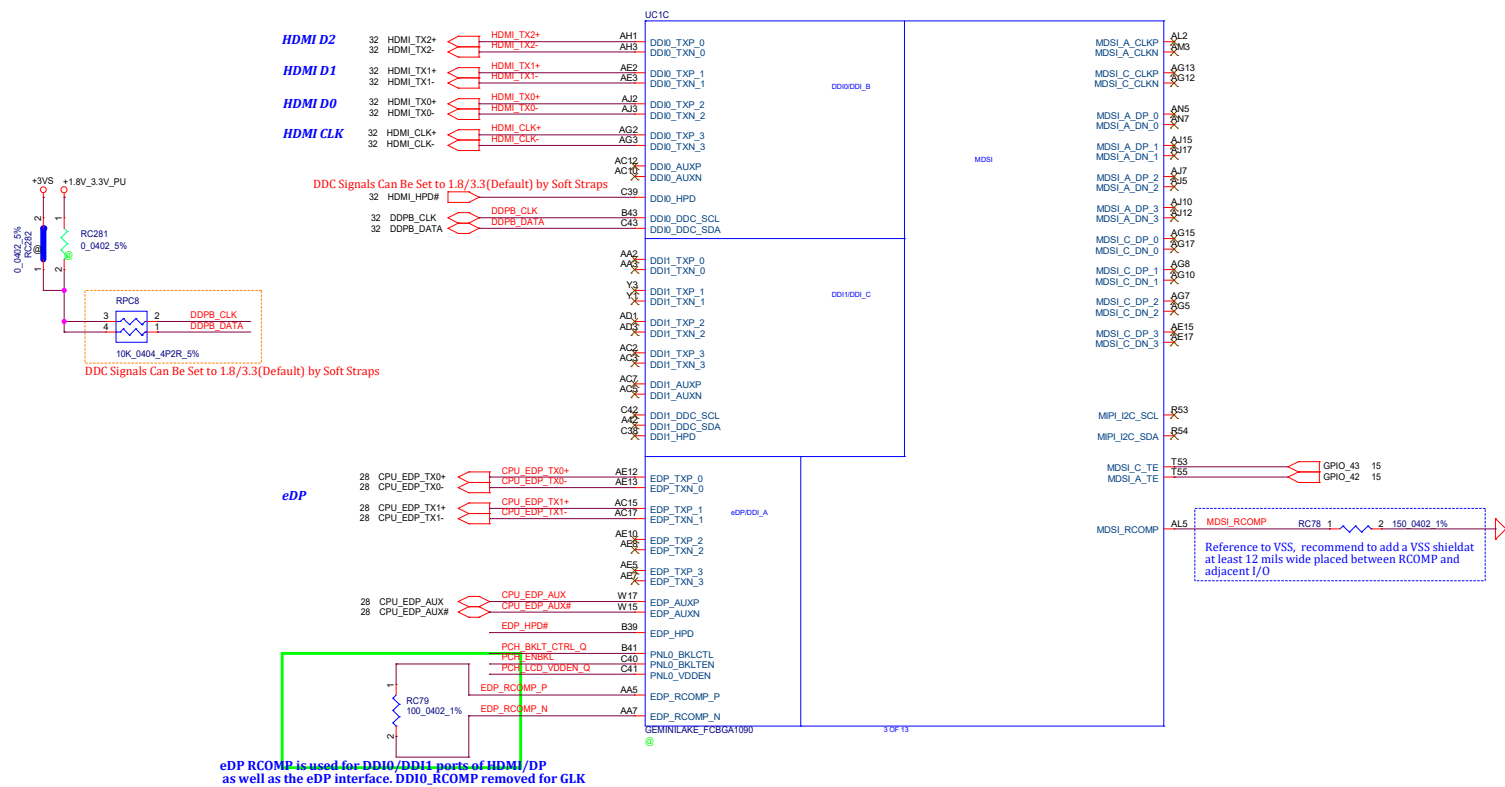 UC1C
HDMI D2
32 HDMI_TX2+ HDMI_TX2+ AH1 DDI0_TXP_0
32 HDMI_TX2- HDMI_TX2- AH3 DDI0_TXN_0
HDMI D1
32 HDMI_TX1+ HDMI_TX1+ AE2 DDI0_TXP_1
32 HDMI_TX1- HDMI_TX1- AE3 DDI0_TXN_1
HDMI D0
32 HDMI_TX0+ HDMI_TX0+ AJ2 DDI0_TXP_2
32 HDMI_TX0- HDMI_TX0- AJ3 DDI0_TXN_2
HDMI CLK
32 HDMI_CLK+ HDMI_CLK+ AG2 DDI0_TXP_3
32 HDMI_CLK- HDMI_CLK- AG3 DDI0_TXN_3
AC12 DDI0_AUXP
AC10 DDI0_AUXN
DDC Signals Can Be Set to 1.8/3.3(Default) by Soft Straps
32 HDMI_HPD# C39 DDI0_HPD
32 DDPB_CLK DDPB_CLK B43 DDI0_DDC_SCL
32 DDPB_DATA DDPB_DATA C43 DDI0_DDC_SDA
DDI0/DDI_B
+3VS +1.8V_3.3V_PU
2 1
0_0402_5%
RC282
@
RC281
0_0402_5%
@
1 2
RPC8
3 2 DDPB_CLK
4 1 DDPB_DATA
10K_0404_4P2R_5%
DDC Signals Can Be Set to 1.8/3.3(Default) by Soft Straps
AA2 DDI1_TXP_0
AA3 DDI1_TXN_0
Y3 DDI1_TXP_1
Y1 DDI1_TXN_1
AD1 DDI1_TXP_2
AD3 DDI1_TXN_2
AC2 DDI1_TXP_3
AC3 DDI1_TXN_3
AC7 DDI1_AUXP
AC5 DDI1_AUXN
C42 DDI1_DDC_SCL
A42 DDI1_DDC_SDA
C38 DDI1_HPD
DDI1/DDI_C
eDP
28 CPU_EDP_TX0+ CPU_EDP_TX0+ AE12 EDP_TXP_0
28 CPU_EDP_TX0- CPU_EDP_TX0- AE13 EDP_TXN_0
28 CPU_EDP_TX1+ CPU_EDP_TX1+ AC15 EDP_TXP_1
28 CPU_EDP_TX1- CPU_EDP_TX1- AC17 EDP_TXN_1
AE10 EDP_TXP_2
EDP_TXN_2
AE5 EDP_TXP_3
AE7 EDP_TXN_3
28 CPU_EDP_AUX CPU_EDP_AUX W17 EDP_AUXP
28 CPU_EDP_AUX# CPU_EDP_AUX# W15 EDP_AUXN
EDP_HPD# B39 EDP_HPD
PCH_BKLT_CTRL_Q B41 PNL0_BKLCTL
PCH_ENBKL C40 PNL0_BKLTEN
PCH_LCD_VDDEN_Q C41 PNL0_VDDEN
EDP_RCOMP_P AA5 EDP_RCOMP_P
EDP_RCOMP_N AA7 EDP_RCOMP_N
1
RC79
100_0402_1%
2
eDP/DDI_A
GEMINILAKE_FCBGA1090
@
3 OF 13
eDP RCOMP is used for DDI0/DDI1 ports of HDMI/DP
as well as the eDP interface. DDI0_RCOMP removed for GLK
MDSI
MDSI_A_CLKP AL2
MDSI_A_CLKN AM3
MDSI_C_CLKP AG13
MDSI_C_CLKN AG12
MDSI_A_DP_0 AN5
MDSI_A_DN_0 AN7
MDSI_A_DP_1 AJ15
MDSI_A_DN_1 AJ17
MDSI_A_DP_2 AJ7
MDSI_A_DN_2 AJ5
MDSI_A_DP_3 AJ10
MDSI_A_DN_3 AJ12
MDSI_C_DP_0 AG15
MDSI_C_DN_0 AG17
MDSI_C_DP_1 AG8
MDSI_C_DN_1 AG10
MDSI_C_DP_2 AG7
MDSI_C_DN_2 AG5
MDSI_C_DP_3 AE15
MDSI_C_DN_3 AE17
MIPI_I2C_SCL R53
MIPI_I2C_SDA R54
MDSI_C_TE T53 GPIO_43 15
MDSI_A_TE T55 GPIO_42 15
MDSI_RCOMP AL5 MDSI_RCOMP RC78 1 2 150_0402_1%
Reference to VSS, recommend to add a VSS shieldat
at least 12 mils wide placed between RCOMP and
adjacent I/O